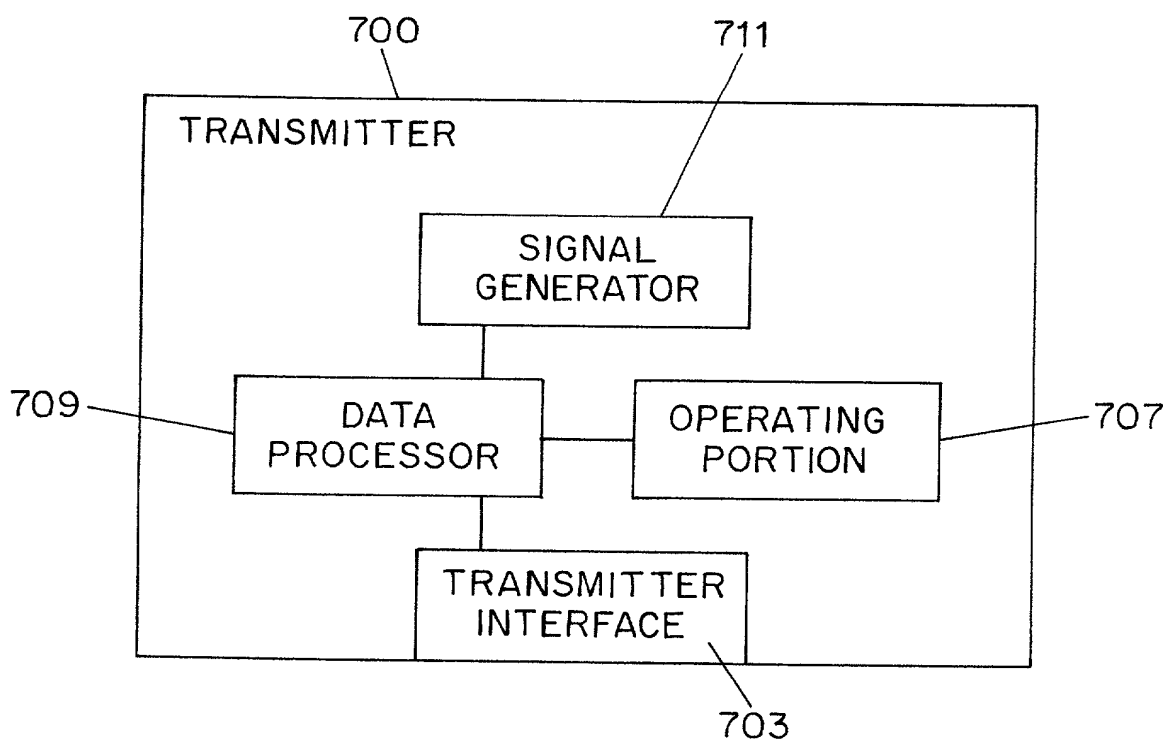 700
711
TRANSMITTER
SIGNAL
GENERATOR
709
DATA
PROCESSOR
OPERATING
PORTION
707
TRANSMITTER
INTERFACE
703